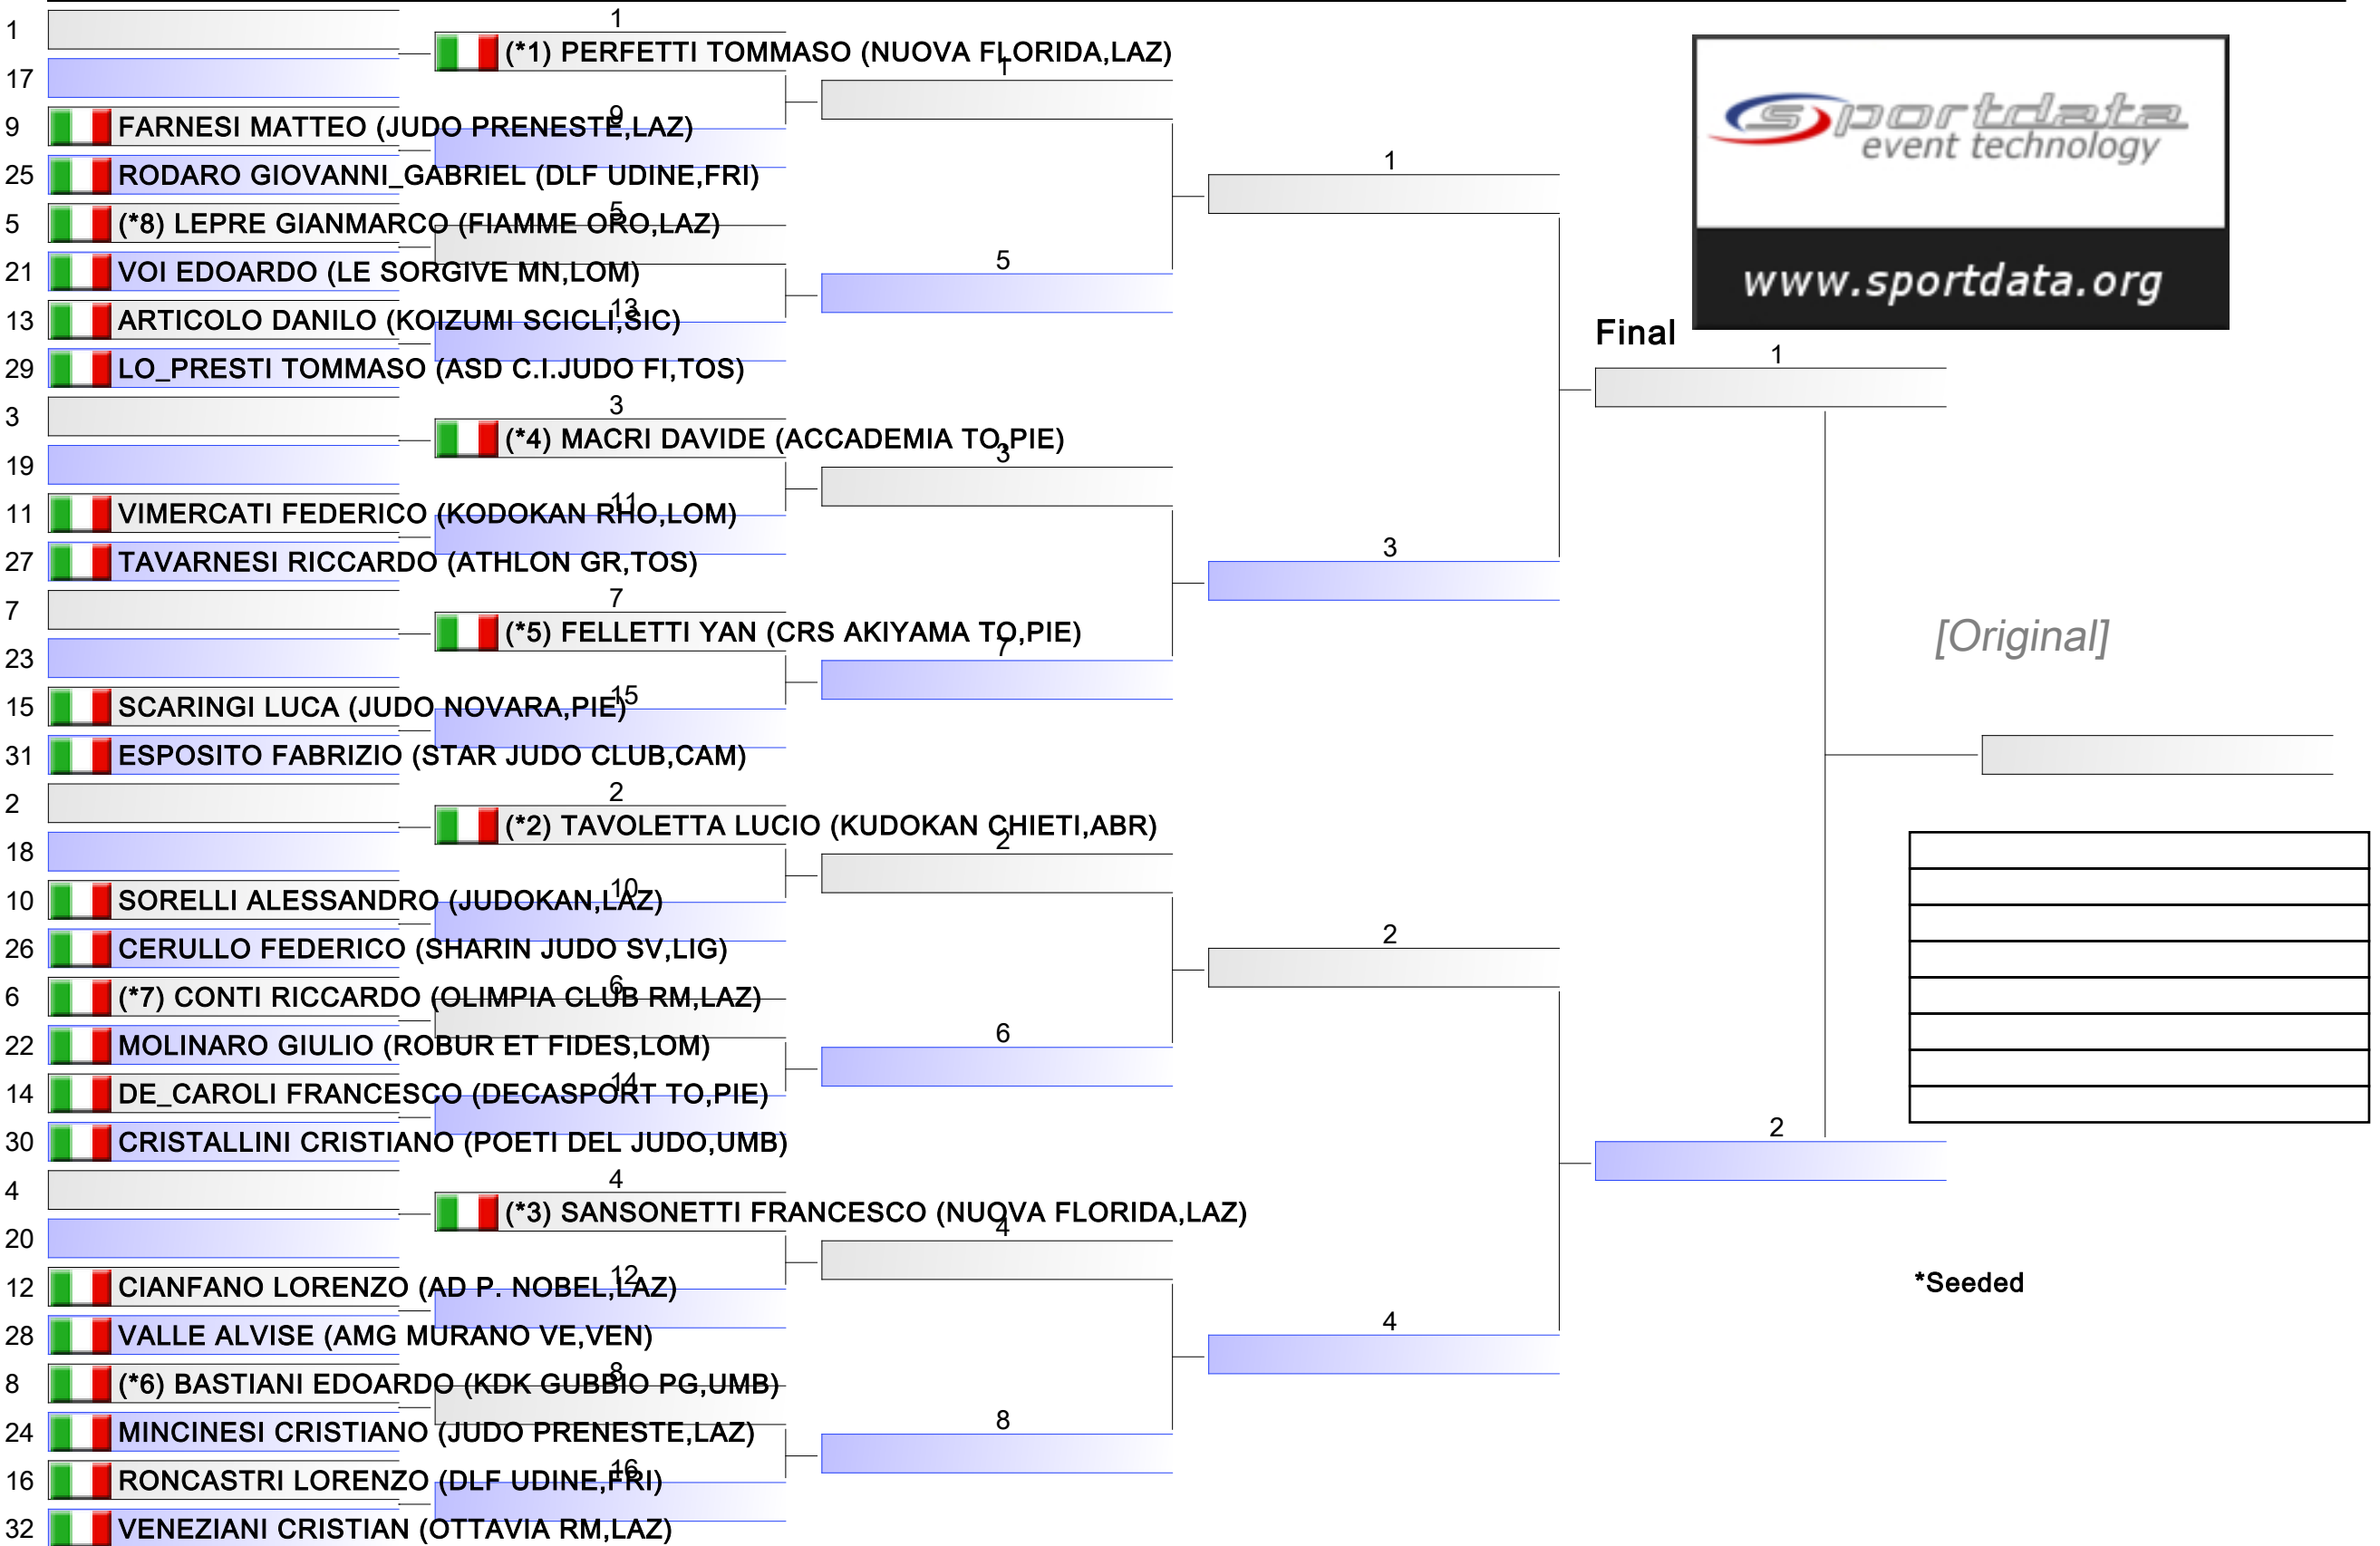 1
1
(*1) PERFETTI TOMMASO (NUOVA FLORIDA,LAZ)
17
1
9
9 FARNESI MATTEO (JUDO PRENESTE,LAZ)
25 RODARO GIOVANNI_GABRIEL (DLF UDINE,FRI)
1
5
5 (*8) LEPRE GIANMARCO (FIAMME ORO,LAZ)
21 VOI EDOARDO (LE SORGIVE MN,LOM)
5
13
13 ARTICOLO DANILO (KOIZUMI SCICLI,SIC)
29 LO_PRESTI TOMMASO (ASD C.I.JUDO FI,TOS)
sportdata
event technology
www.sportdata.org
Final
1
3
3
(*4) MACRI DAVIDE (ACCADEMIA TO,PIE)
19
3
11
11 VIMERCATI FEDERICO (KODOKAN RHO,LOM)
27 TAVARNESI RICCARDO (ATHLON GR,TOS)
3
7
7
(*5) FELLETTI YAN (CRS AKIYAMA TO,PIE)
23
7
[Original]
15
15 SCARINGI LUCA (JUDO NOVARA,PIE)
31 ESPOSITO FABRIZIO (STAR JUDO CLUB,CAM)
2
2
(*2) TAVOLETTA LUCIO (KUDOKAN CHIETI,ABR)
18
2
10
10 SORELLI ALESSANDRO (JUDOKAN,LAZ)
26 CERULLO FEDERICO (SHARIN JUDO SV,LIG)
2
6
6 (*7) CONTI RICCARDO (OLIMPIA CLUB RM,LAZ)
22 MOLINARO GIULIO (ROBUR ET FIDES,LOM)
6
14
14 DE_CAROLI FRANCESCO (DECASPORT TO,PIE)
30 CRISTALLINI CRISTIANO (POETI DEL JUDO,UMB)
2
4
4
(*3) SANSONETTI FRANCESCO (NUOVA FLORIDA,LAZ)
20
4
12
12 CIANFANO LORENZO (AD P. NOBEL,LAZ)
*Seeded
28 VALLE ALVISE (AMG MURANO VE,VEN)
4
8
8 (*6) BASTIANI EDOARDO (KDK GUBBIO PG,UMB)
24 MINCINESI CRISTIANO (JUDO PRENESTE,LAZ)
8
16
16 RONCASTRI LORENZO (DLF UDINE,FRI)
32 VENEZIANI CRISTIAN (OTTAVIA RM,LAZ)